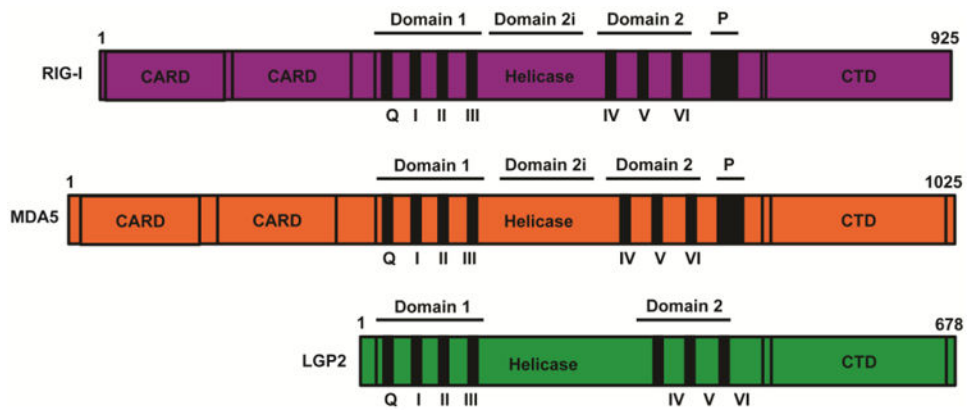 Domain 1 Domain 2i Domain 2 P
1 925
RIG-I CARD CARD Helicase CTD
Q I II III IV V VI
Domain 1 Domain 2i Domain 2 P
1 1025
MDA5 CARD CARD Helicase CTD
Q I II III IV V VI
Domain 1 Domain 2
1 678
LGP2 Helicase CTD
Q I II III IV V VI